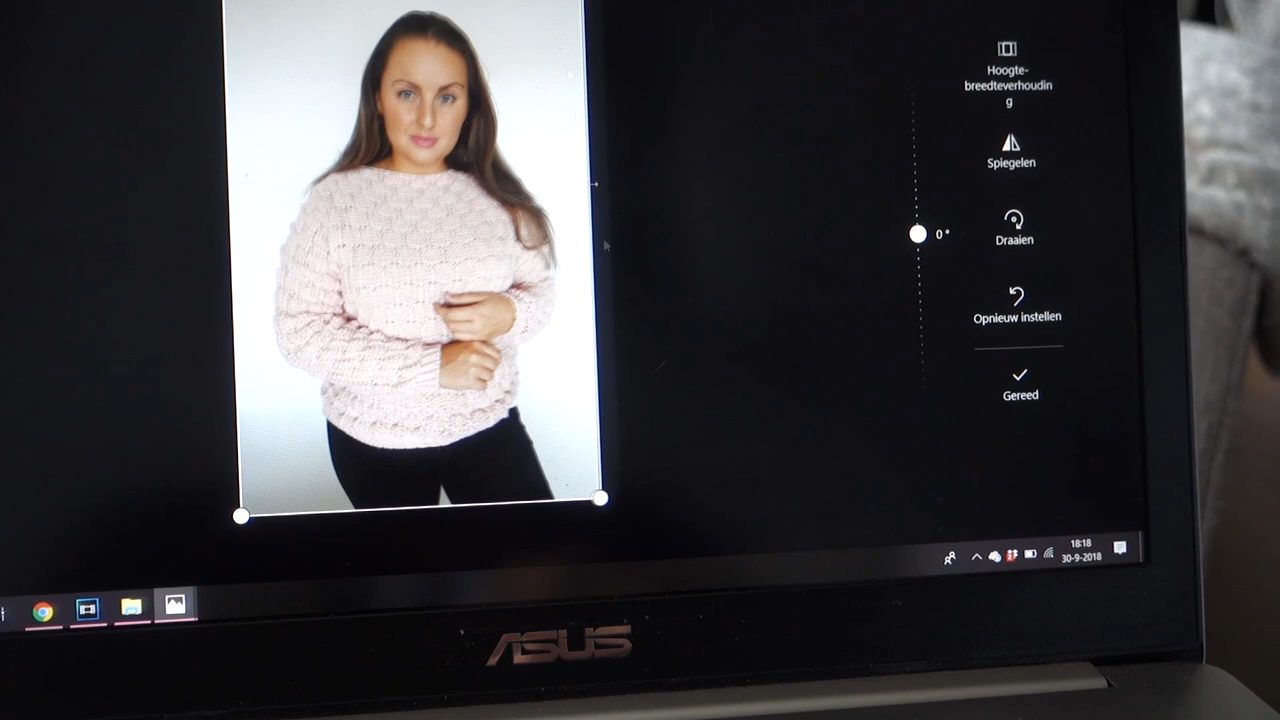 Hoogte-
breedteverhoudin
g
Spiegelen
0°
Draaien
Opnieuw instellen
Gereed
18:18
30-9-2018
ASUS